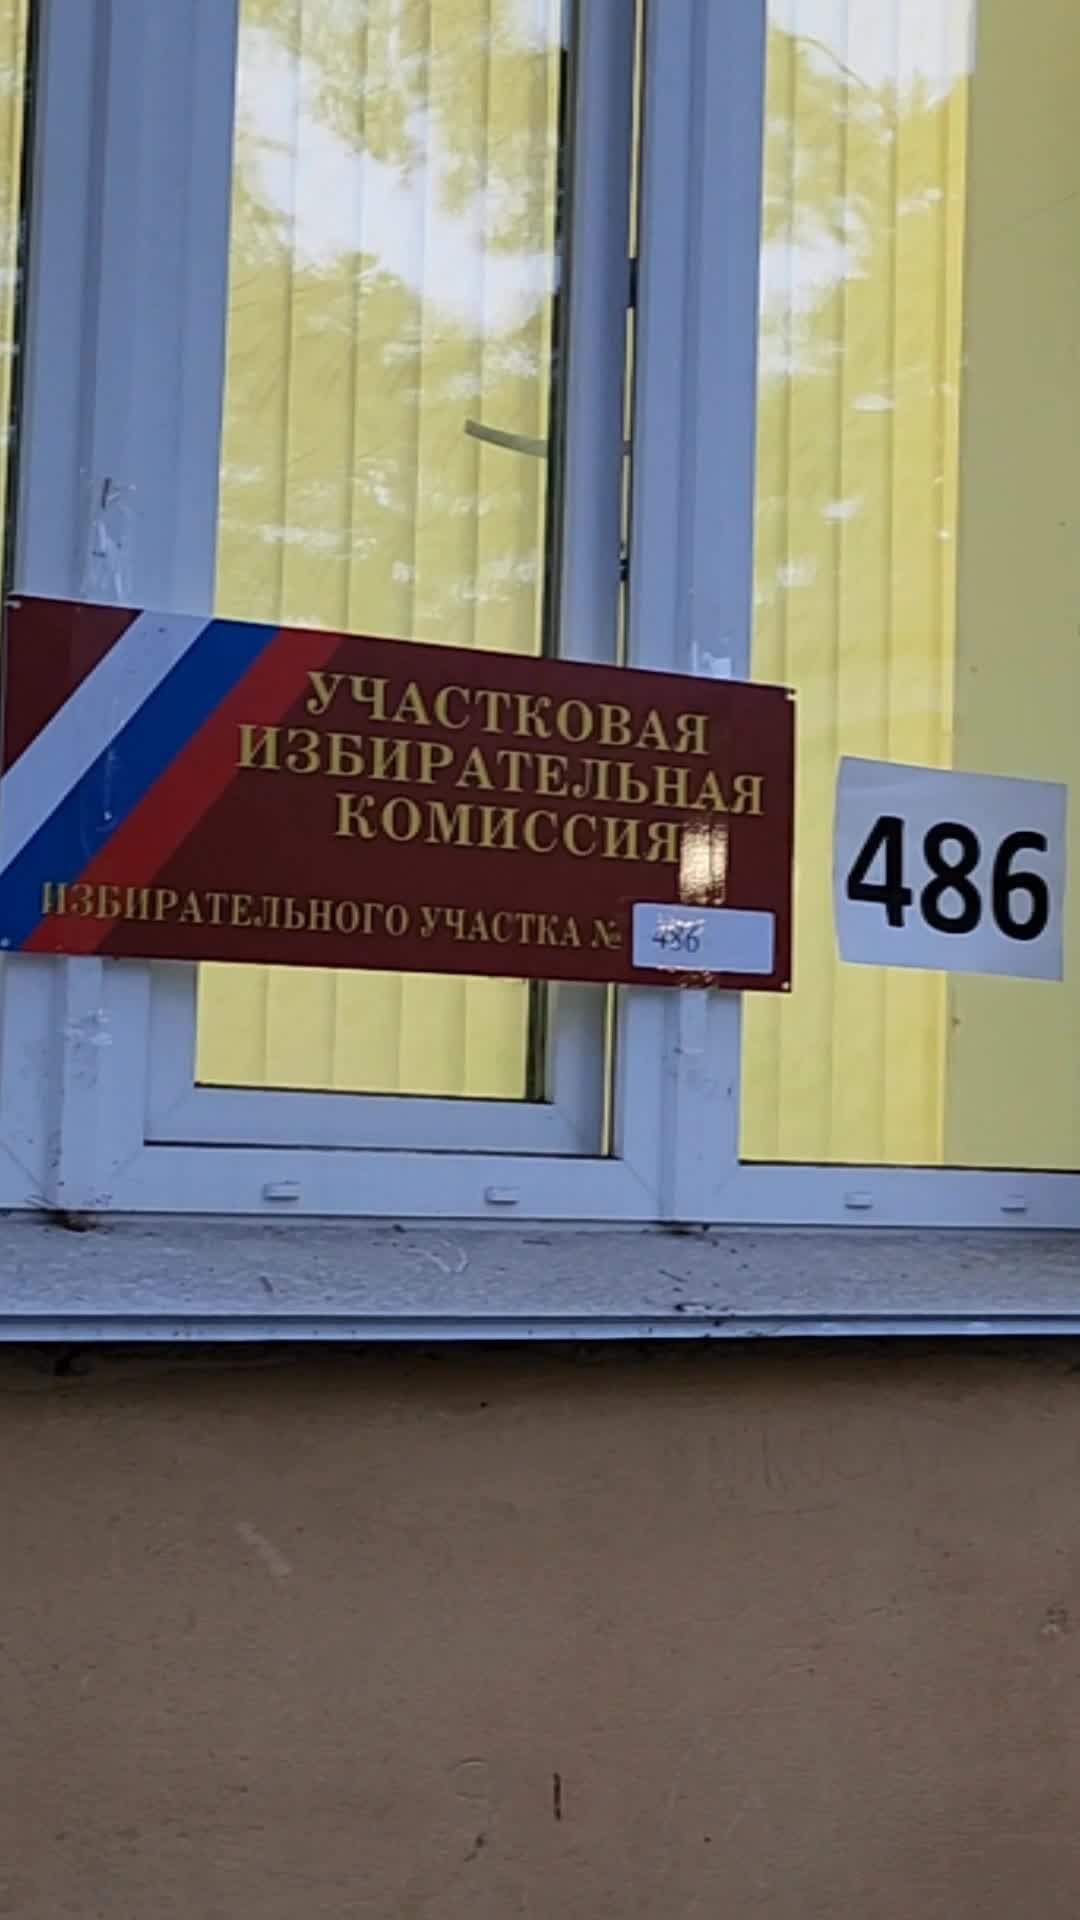 УЧАСТКОВАЯ
ИЗБИРАТЕЛЬНАЯ
КОМИССИЯ
ИЗБИРАТЕЛЬНОГО УЧАСТКА № 486
486